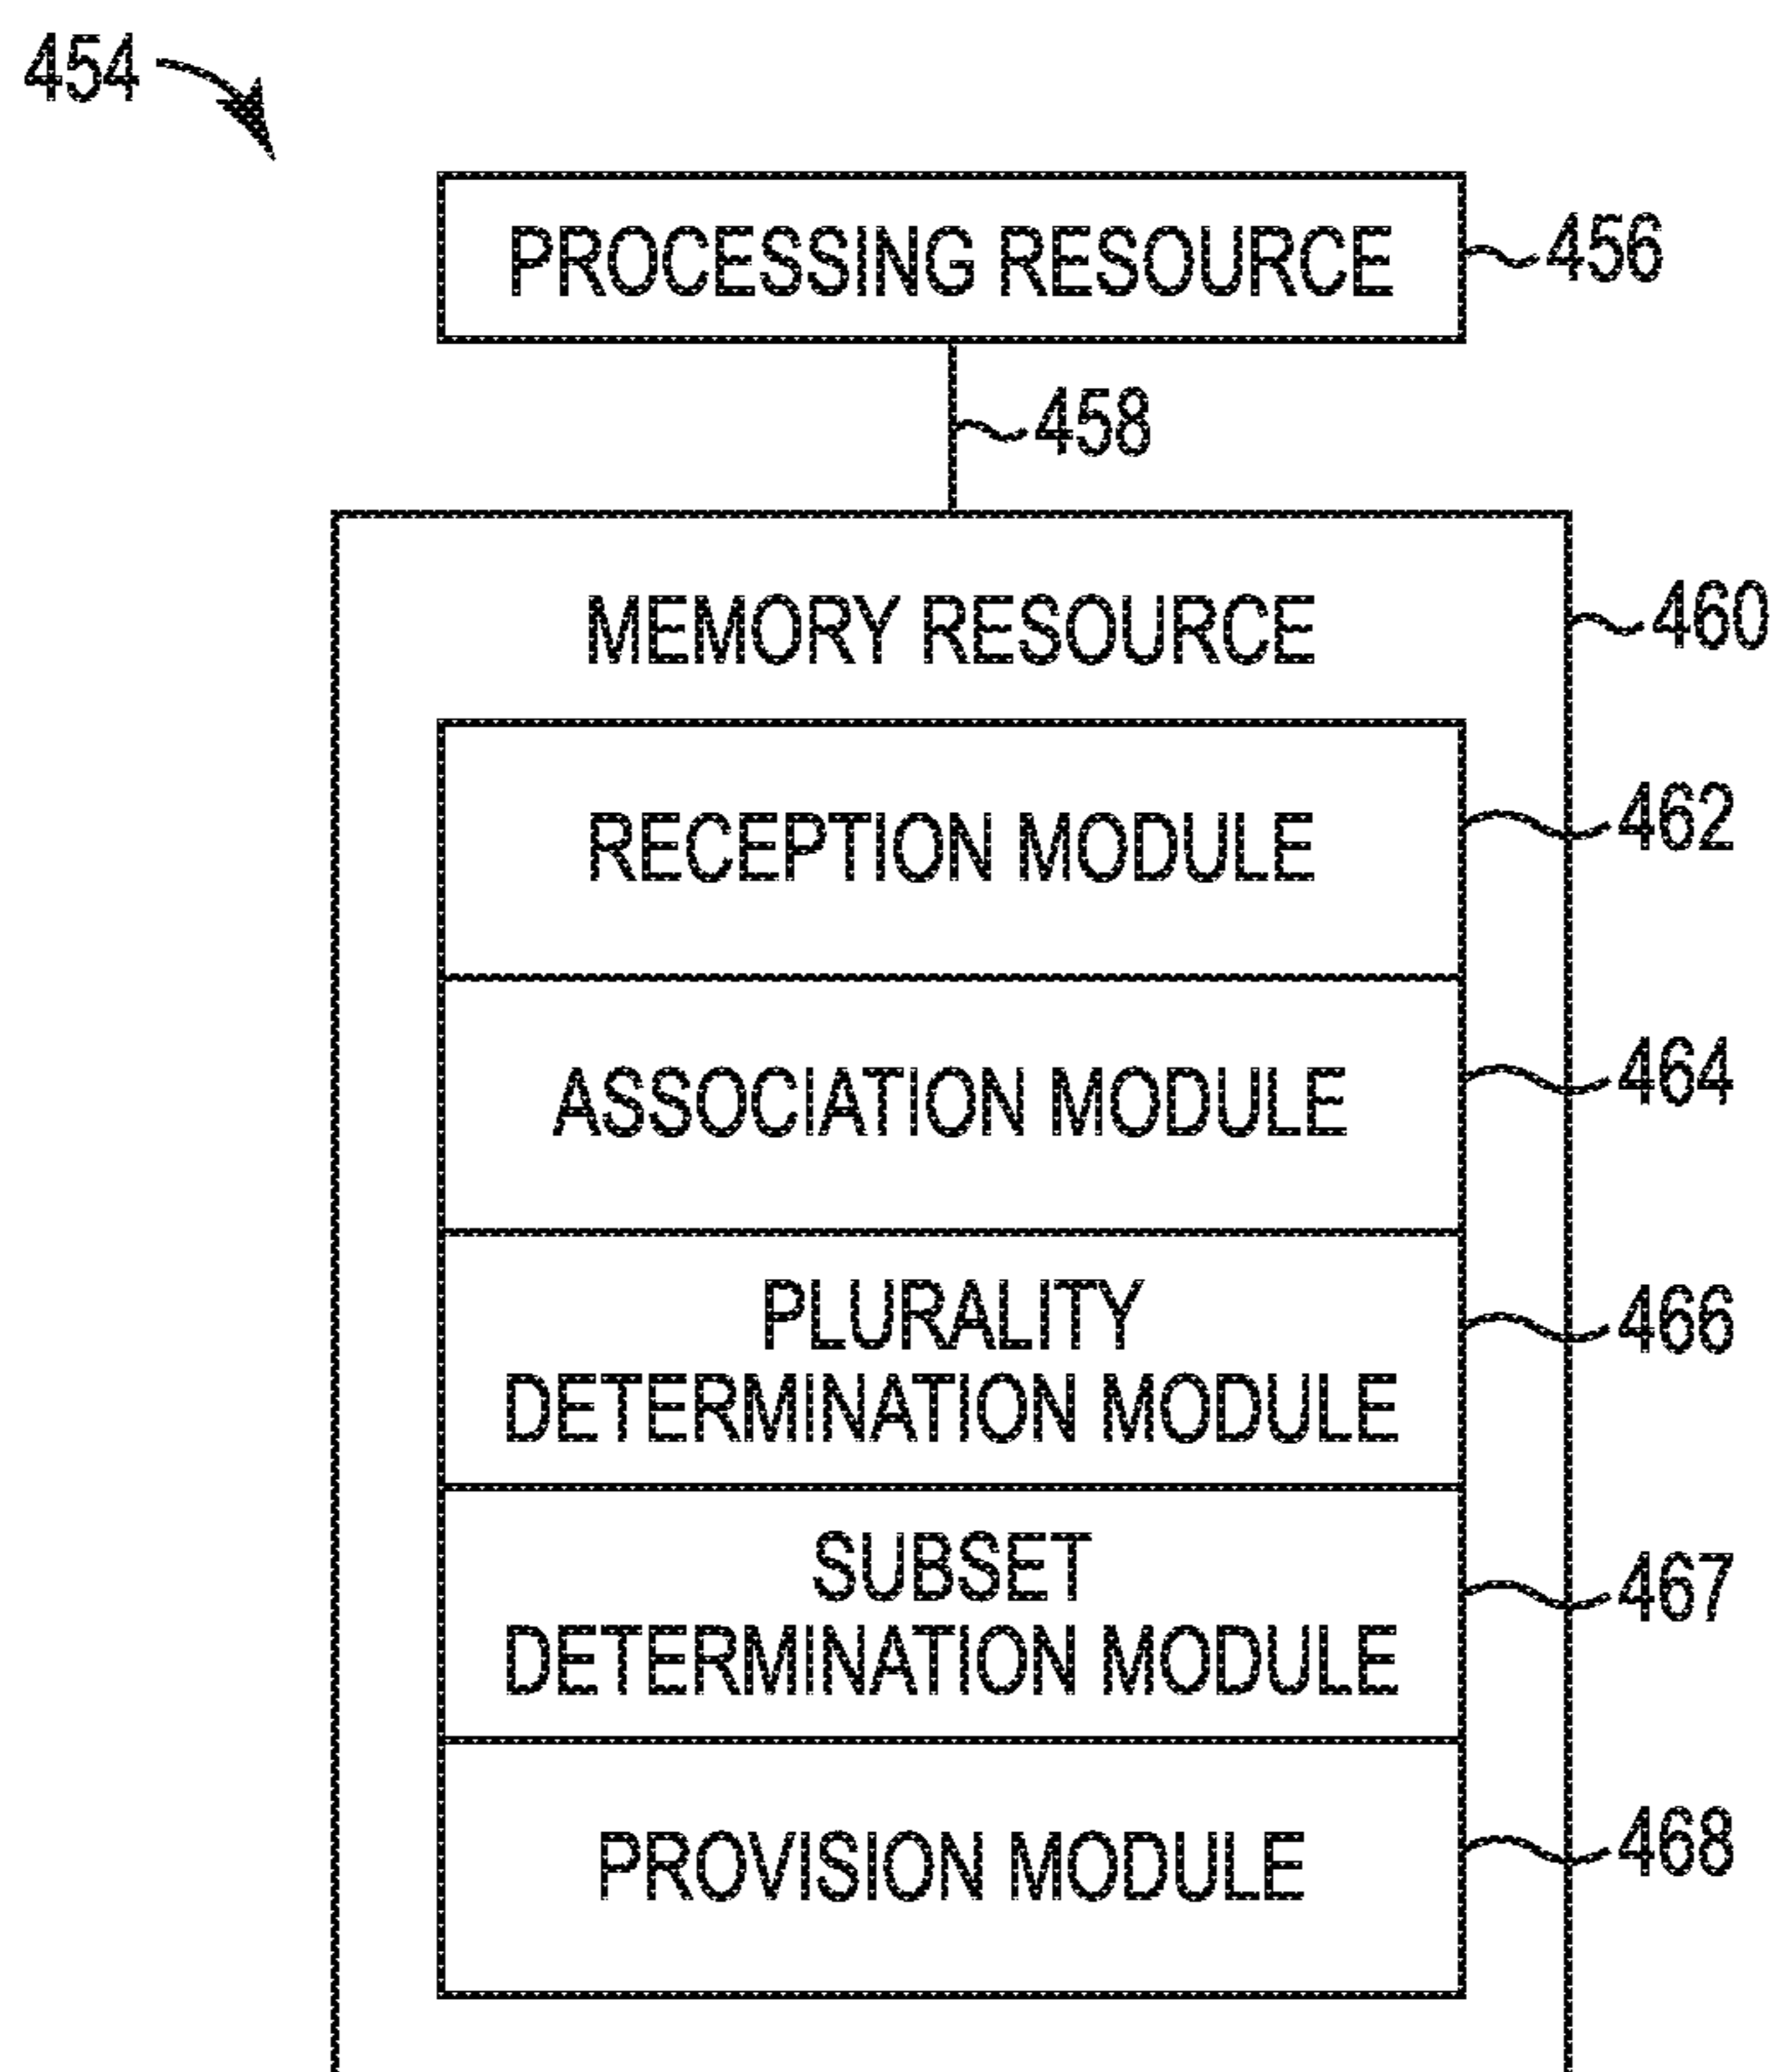 454
PROCESSING RESOURCE
456
458
MEMORY RESOURCE
460
RECEPTION MODULE
462
ASSOCIATION MODULE
464
PLURALITY
DETERMINATION MODULE
466
SUBSET
DETERMINATION MODULE
467
PROVISION MODULE
468